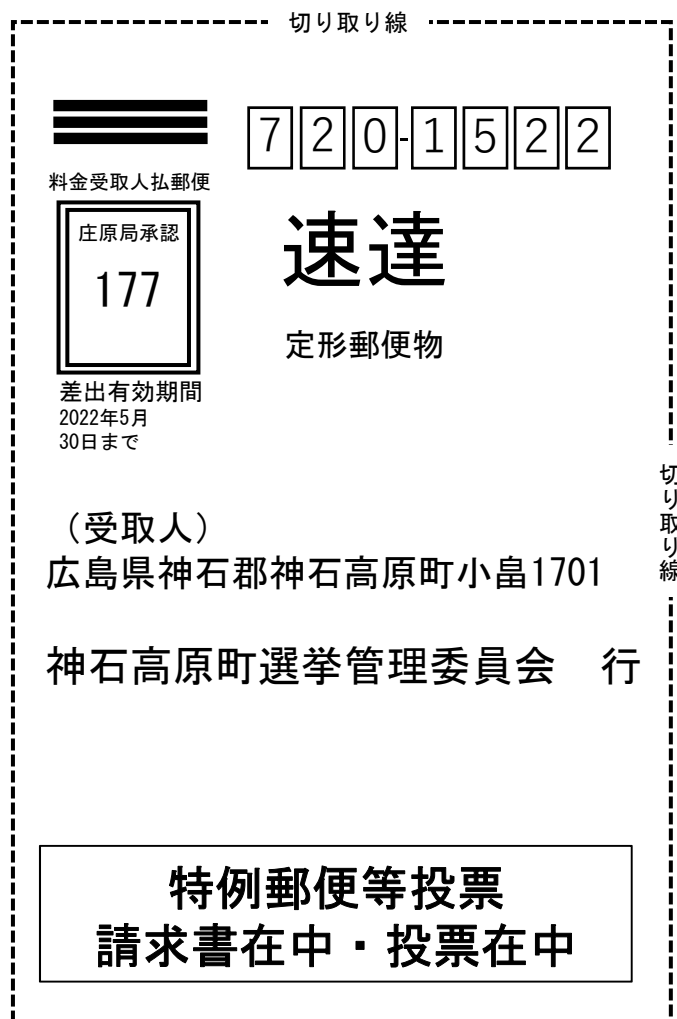 切り取り線
720-1522
料金受取人払郵便
庄原局承認
177
速達
定形郵便物
差出有効期間
2022年5月
30日まで
切り取り線
（受取人）
広島県神石郡神石高原町小畠1701
神石高原町選挙管理委員会　行
特例郵便等投票
請求書在中・投票在中